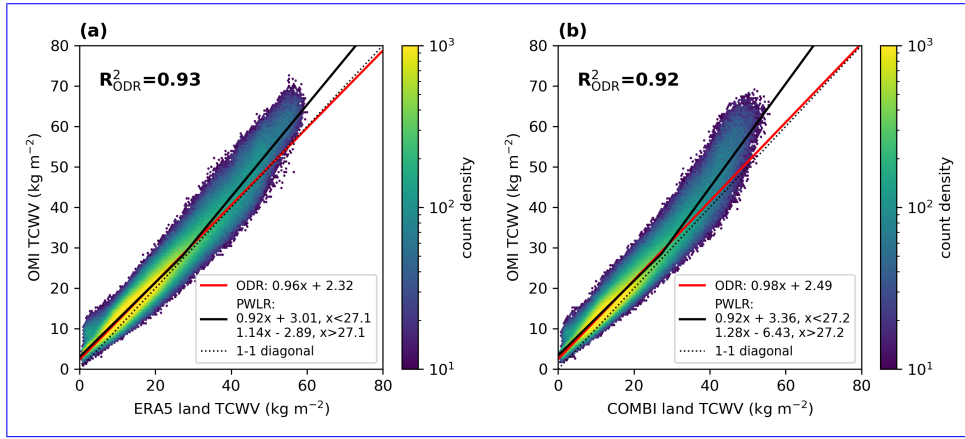 (a)
R²ODR=0.93
OMI TCWV (kg m⁻²)
80
70
60
50
40
30
20
10
0
0 20 40 60 80
ERA5 land TCWV (kg m⁻²)
ODR: 0.96x + 2.32
PWLR:
0.92x + 3.01, x<27.1
1.14x - 2.89, x>27.1
1-1 diagonal
10³
10²
10¹
count density
(b)
R²ODR=0.92
OMI TCWV (kg m⁻²)
80
70
60
50
40
30
20
10
0
0 20 40 60 80
COMBI land TCWV (kg m⁻²)
ODR: 0.98x + 2.49
PWLR:
0.92x + 3.36, x<27.2
1.28x - 6.43, x>27.2
1-1 diagonal
10³
10²
10¹
count density